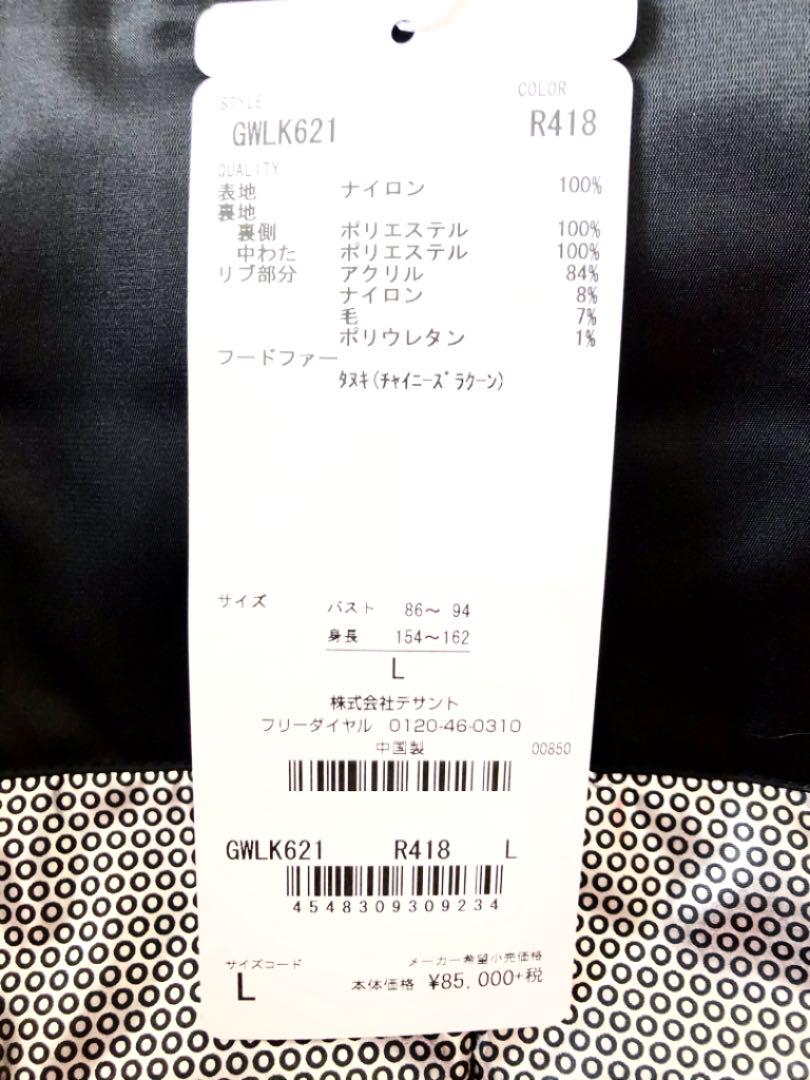 STYLE COLOR
GWLK621 R418
QUALITY
表地 ナイロン 100%
裏地
裏側 ポリエステル 100%
中わた ポリエステル 100%
リブ部分 アクリル 84%
ナイロン 8%
毛 7%
ポリウレタン 1%
フードファー
タヌキ(チャイニーズ ラクーン)
サイズ バスト 86～ 94
身長 154～162
L
株式会社デサント
フリーダイヤル 0120-46-0310
中国製 00850
GWLK621 R418 L
4548309309234
サイズコード メーカー希望小売価格
L 本体価格 ¥85,000+税